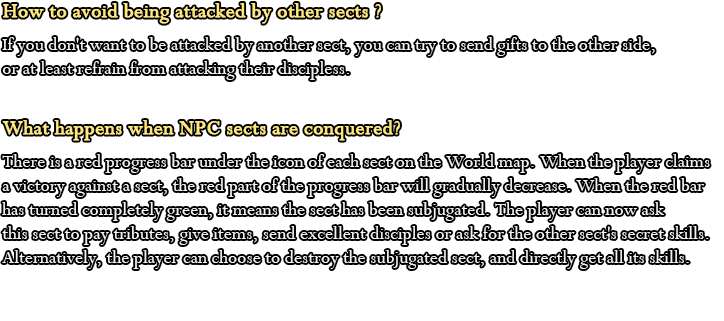 How to avoid being attacked by other sects ?
If you don't want to be attacked by another sect, you can try to send gifts to the other side,
or at least refrain from attacking their discipless.
What happens when NPC sects are conquered?
There is a red progress bar under the icon of each sect on the World map. When the player claims
a victory against a sect, the red part of the progress bar will gradually decrease. When the red bar
has turned completely green, it means the sect has been subjugated. The player can now ask
this sect to pay tributes, give items, send excellent disciples or ask for the other sect's secret skills.
Alternatively, the player can choose to destroy the subjugated sect, and directly get all its skills.